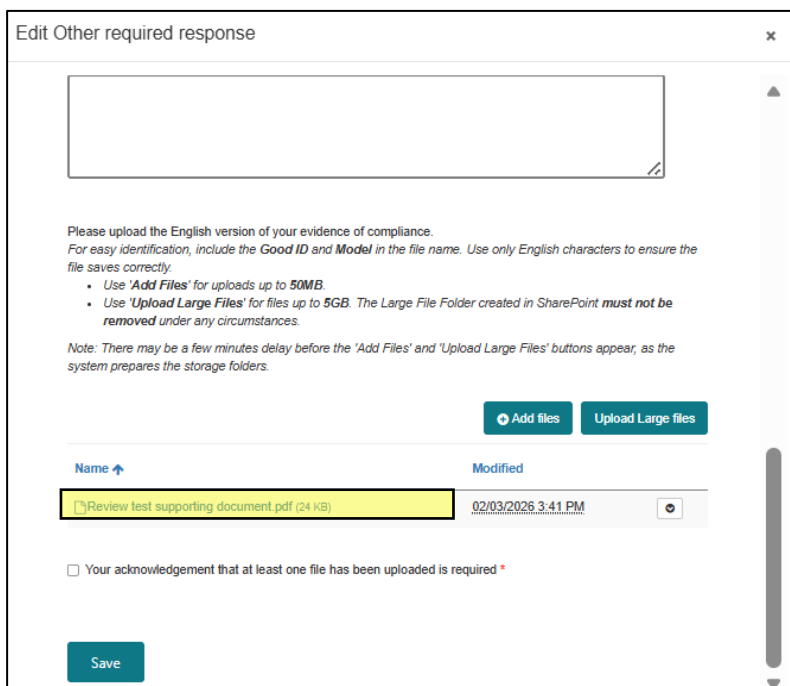 Edit Other required response
×
Please upload the English version of your evidence of compliance.
For easy identification, include the Good ID and Model in the file name. Use only English characters to ensure the
file saves correctly.
• Use 'Add Files' for uploads up to 50MB.
• Use 'Upload Large Files' for files up to 5GB. The Large File Folder created in SharePoint must not be
removed under any circumstances.
Note: There may be a few minutes delay before the 'Add Files' and 'Upload Large Files' buttons appear, as the
system prepares the storage folders.
Add files Upload Large files
Name Modified
Review test supporting document.pdf (24 KB) 02/03/2026 3:41 PM
Your acknowledgement that at least one file has been uploaded is required *
Save